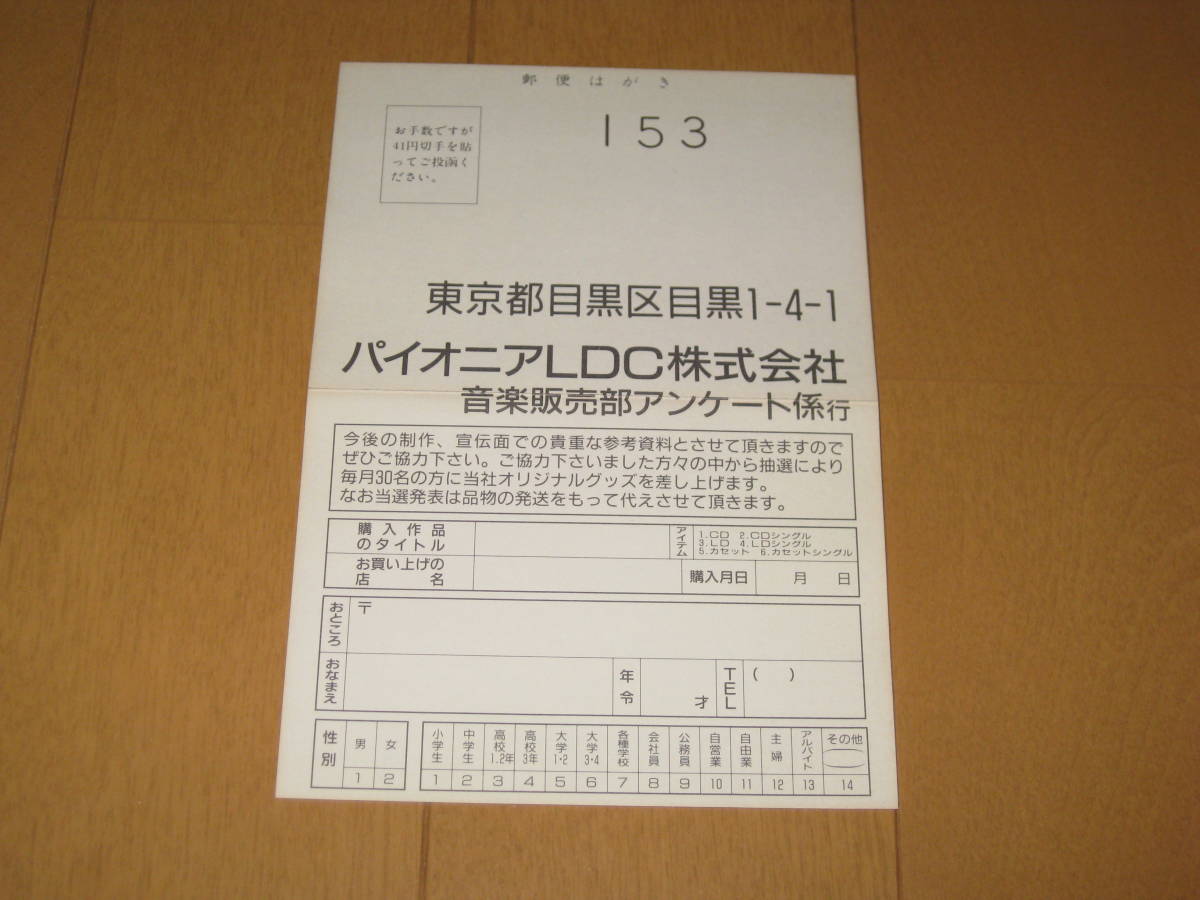 郵便はがき
お手数ですが
41円切手を貼
ってご投函く
ださい。
153
東京都目黒区目黒1-4-1
パイオニアLDC株式会社
音楽販売部アンケート係行
今後の制作、宣伝面での貴重な参考資料とさせて頂きますので
ぜひご協力下さい。ご協力下さいました方々の中から抽選により
毎月30名の方に当社オリジナルグッズを差し上げます。
なお当選発表は品物の発送をもって代えさせて頂きます。
購入作品
のタイトル
アイテム
1.CD 2.CDシングル
3.LD 4.LDシングル
5.カセット 6.カセットシングル
お買い上げの
店名
購入月日
月 日
おところ
〒
おなまえ
年令
才
TEL
( )
性別
男 女
1 2
小学生 中学生 高校1.2年 高校3年 大学1・2 大学3・4 各種学校 会社員 公務員 自営業 自由業 主婦 アルバイト その他( )
1 2 3 4 5 6 7 8 9 10 11 12 13 14